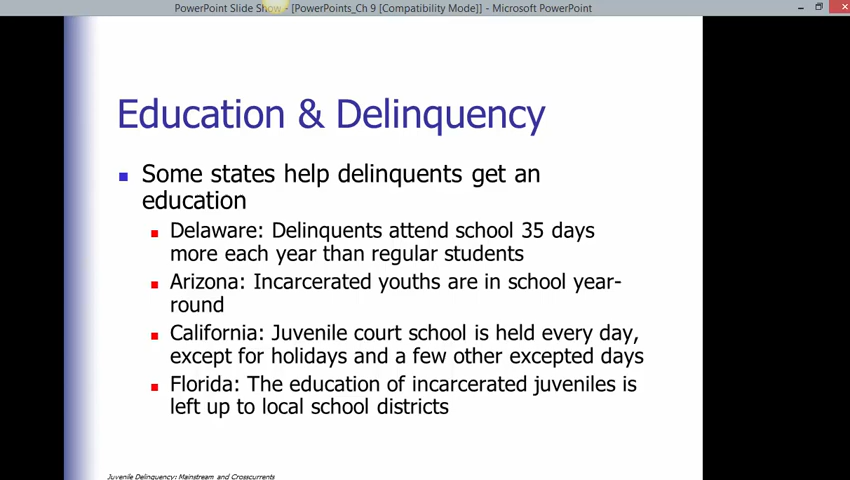 PowerPoint Slide Show - [PowerPoints_Ch 9 [Compatibility Mode]] - Microsoft PowerPoint
Education & Delinquency
Some states help delinquents get an
education
Delaware: Delinquents attend school 35 days
more each year than regular students
Arizona: Incarcerated youths are in school year-
round
California: Juvenile court school is held every day,
except for holidays and a few other excepted days
Florida: The education of incarcerated juveniles is
left up to local school districts
Juvenile Delinquency: Mainstream and Crosscurrents